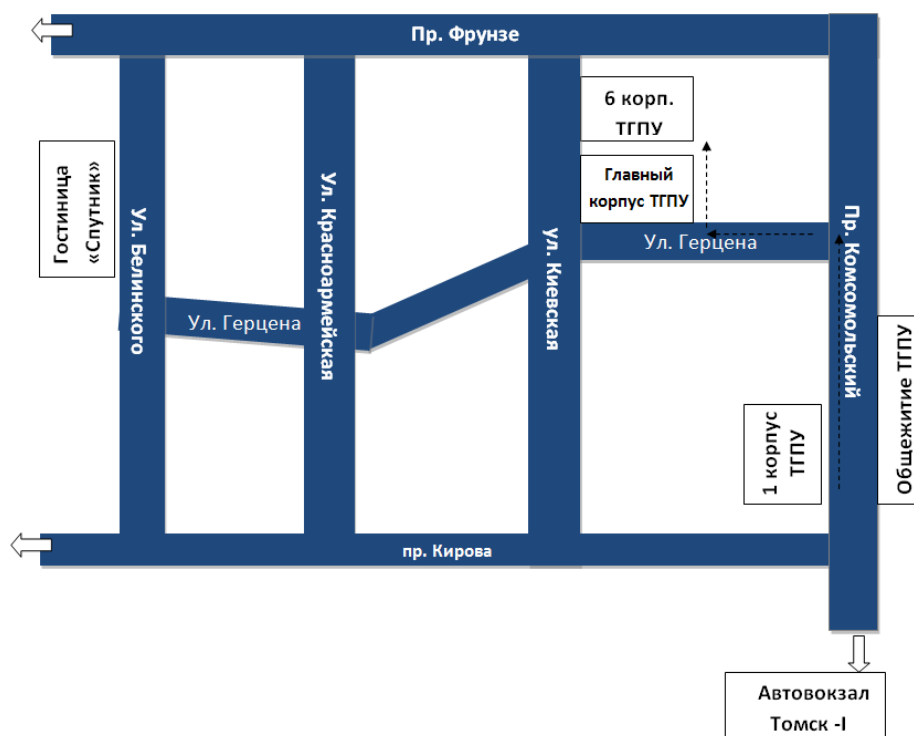 Пр. Фрунзе
6 корп.
ТГПУ
Главный
корпус ТГПУ
Гостиница
«Спутник»
Ул. Белинского
Ул. Красноармейская
ул. Киевская
Ул. Герцена
Пр. Комсомольский
Ул. Герцена
1 корпус
ТГПУ
Общежитие ТГПУ
пр. Кирова
Автовокзал
Томск -I